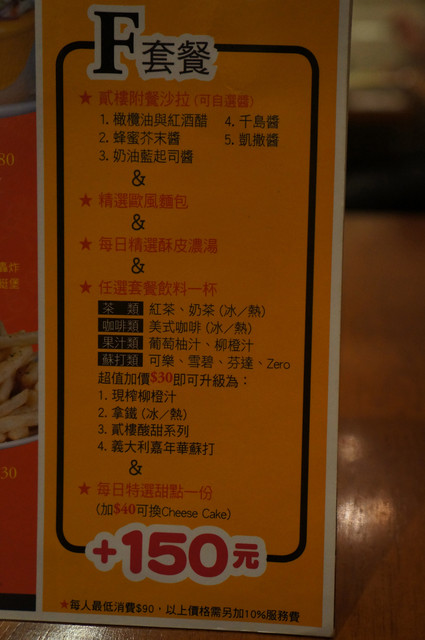 F套餐
★ 貳樓附餐沙拉 (可自選醬)
1. 橄欖油與紅酒醋 4. 千島醬
2. 蜂蜜芥末醬 5. 凱撒醬
3. 奶油藍起司醬
&
★ 精選歐風麵包
&
★ 每日精選酥皮濃湯
&
★ 任選套餐飲料一杯
茶 類 紅茶、奶茶 (冰／熱)
咖啡類 美式咖啡 (冰／熱)
果汁類 葡萄柚汁、柳橙汁
蘇打類 可樂、雪碧、芬達、Zero
超值加價$30即可升級為：
1. 現榨柳橙汁
2. 拿鐵 (冰／熱)
3. 貳樓酸甜系列
4. 義大利嘉年華蘇打
&
★ 每日特選甜點一份
(加$40可換Cheese Cake)
+150元
★每人最低消費$90，以上價格需另加10%服務費
80
30